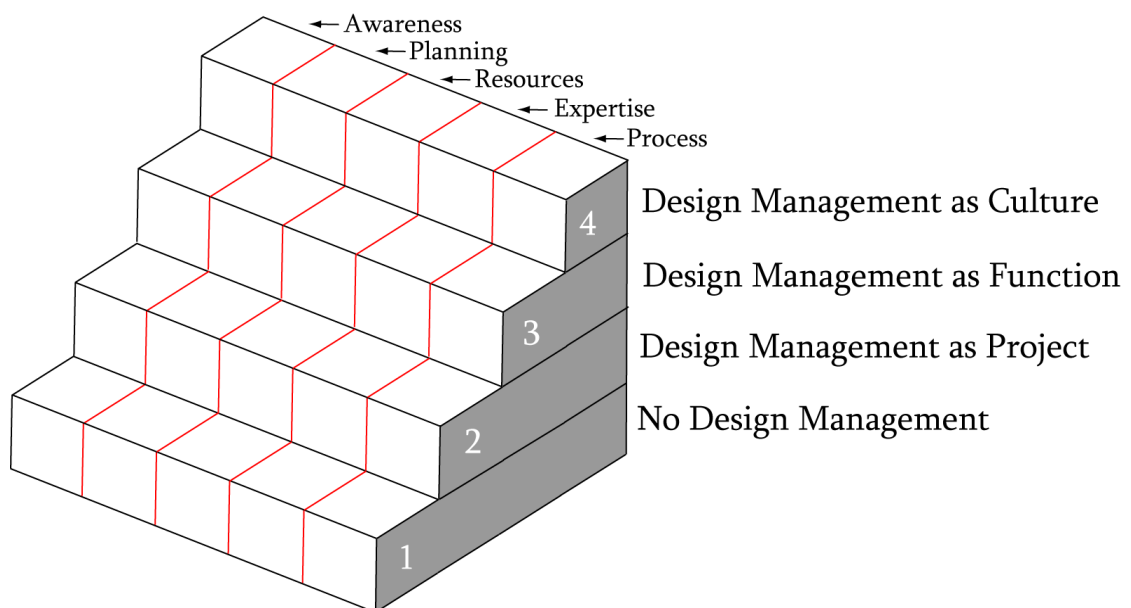 Awareness
Planning
Resources
Expertise
Process
4 Design Management as Culture
3 Design Management as Function
2 Design Management as Project
1 No Design Management